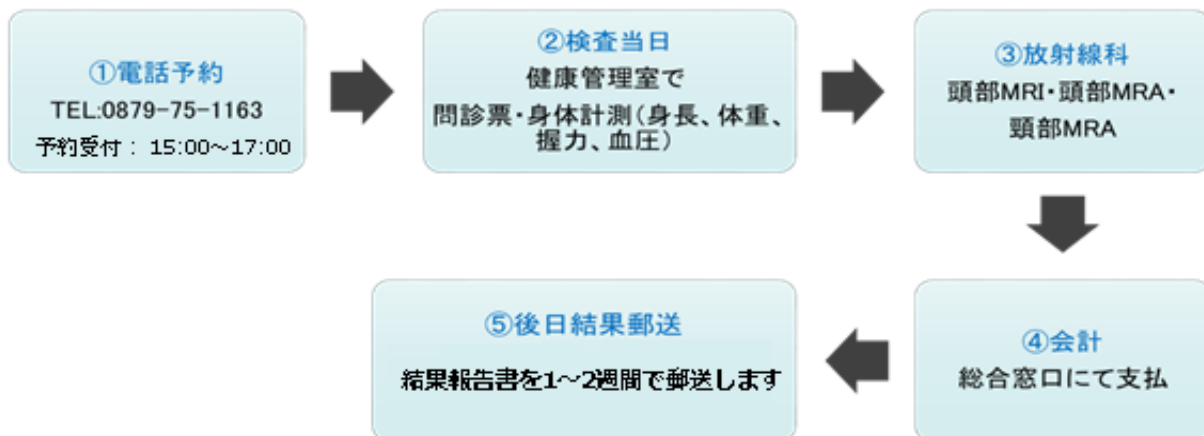 ①電話予約
TEL:0879-75-1163
予約受付： 15:00～17:00
②検査当日
健康管理室で
問診票・身体計測(身長、体重、
握力、血圧)
③放射線科
頭部MRI・頭部MRA・
頸部MRA
④会計
総合窓口にて支払
⑤後日結果郵送
結果報告書を1～2週間で郵送します